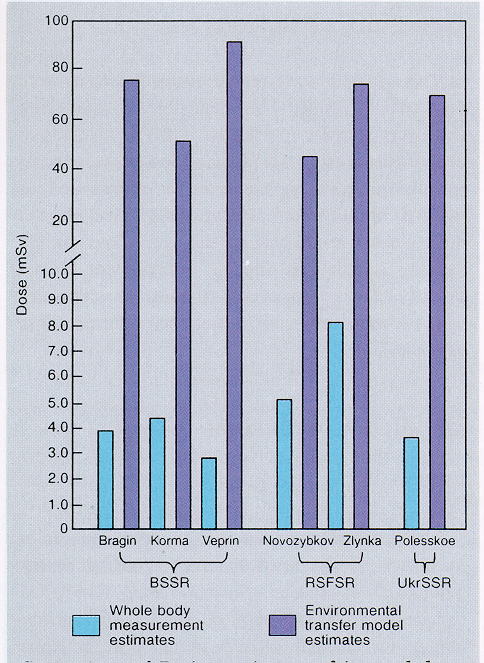 100
80
60
40
20
10.0
9.0
8.0
7.0
6.0
5.0
4.0
3.0
2.0
1.0
0
Dose (mSv)
Bragin Korma Veprin Novozybkov Zlynka Polesskoe
BSSR RSFSR UkrSSR
Whole body
measurement
estimates
Environmental
transfer model
estimates